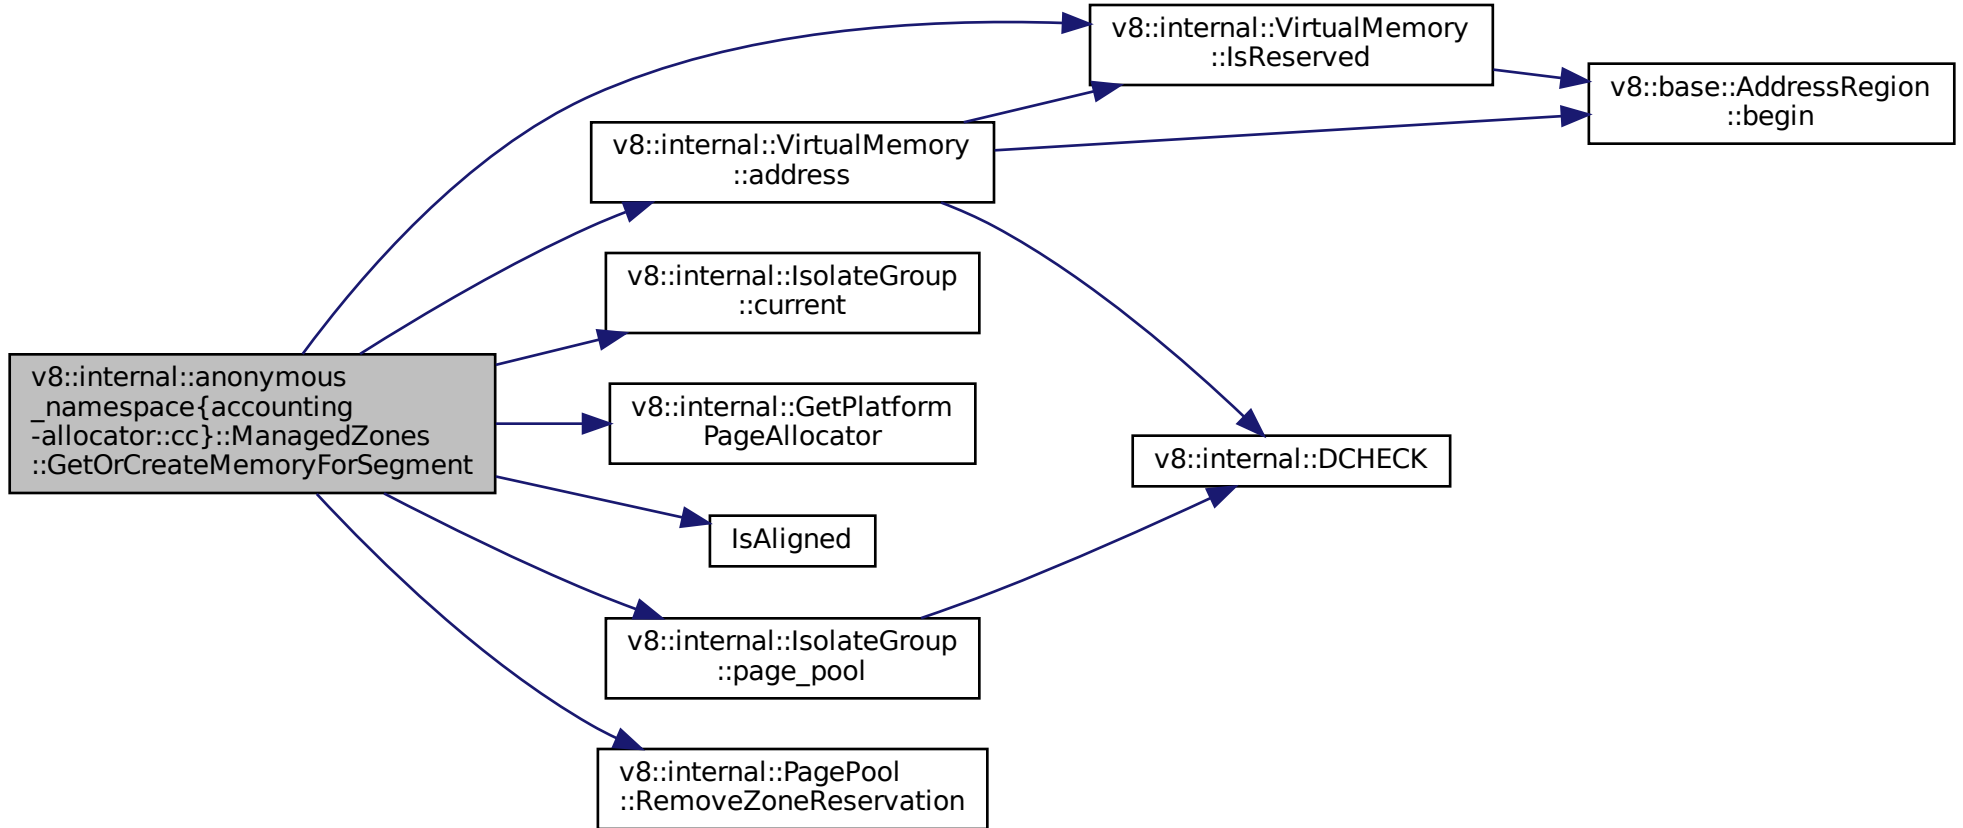 v8::internal::VirtualMemory
::IsReserved
v8::base::AddressRegion
::begin
v8::internal::VirtualMemory
::address
v8::internal::IsolateGroup
::current
v8::internal::anonymous
_namespace{accounting
-allocator::cc}::ManagedZones
::GetOrCreateMemoryForSegment
v8::internal::GetPlatform
PageAllocator
v8::internal::DCHECK
IsAligned
v8::internal::IsolateGroup
::page_pool
v8::internal::PagePool
::RemoveZoneReservation